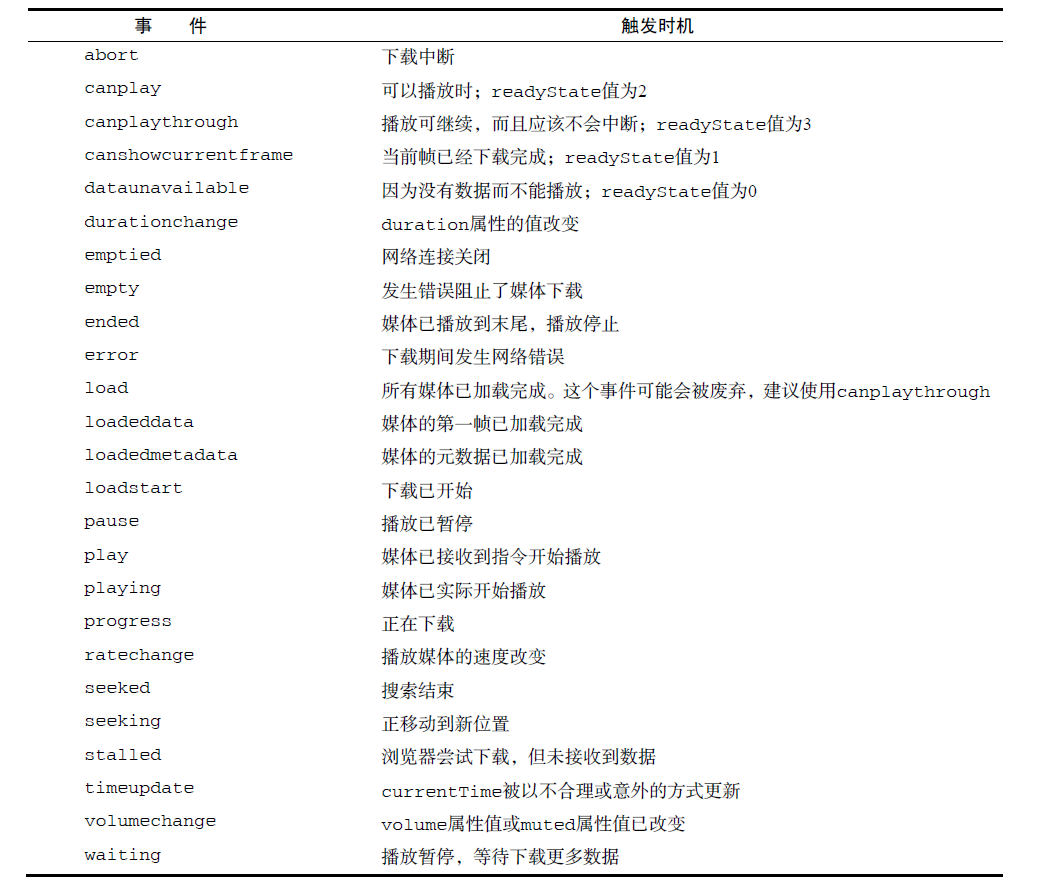 事 件 触发时机
abort 下载中断
canplay 可以播放时；readyState值为2
canplaythrough 播放可继续，而且应该不会中断；readyState值为3
canshowcurrentframe 当前帧已经下载完成；readyState值为1
dataunavailable 因为没有数据而不能播放；readyState值为0
durationchange duration属性的值改变
emptied 网络连接关闭
empty 发生错误阻止了媒体下载
ended 媒体已播放到末尾，播放停止
error 下载期间发生网络错误
load 所有媒体已加载完成。这个事件可能会被废弃，建议使用canplaythrough
loadeddata 媒体的第一帧已加载完成
loadedmetadata 媒体的元数据已加载完成
loadstart 下载已开始
pause 播放已暂停
play 媒体已接收到指令开始播放
playing 媒体已实际开始播放
progress 正在下载
ratechange 播放媒体的速度改变
seeked 搜索结束
seeking 正移动到新位置
stalled 浏览器尝试下载，但未接收到数据
timeupdate currentTime被以不合理或意外的方式更新
volumechange volume属性值或muted属性值已改变
waiting 播放暂停，等待下载更多数据